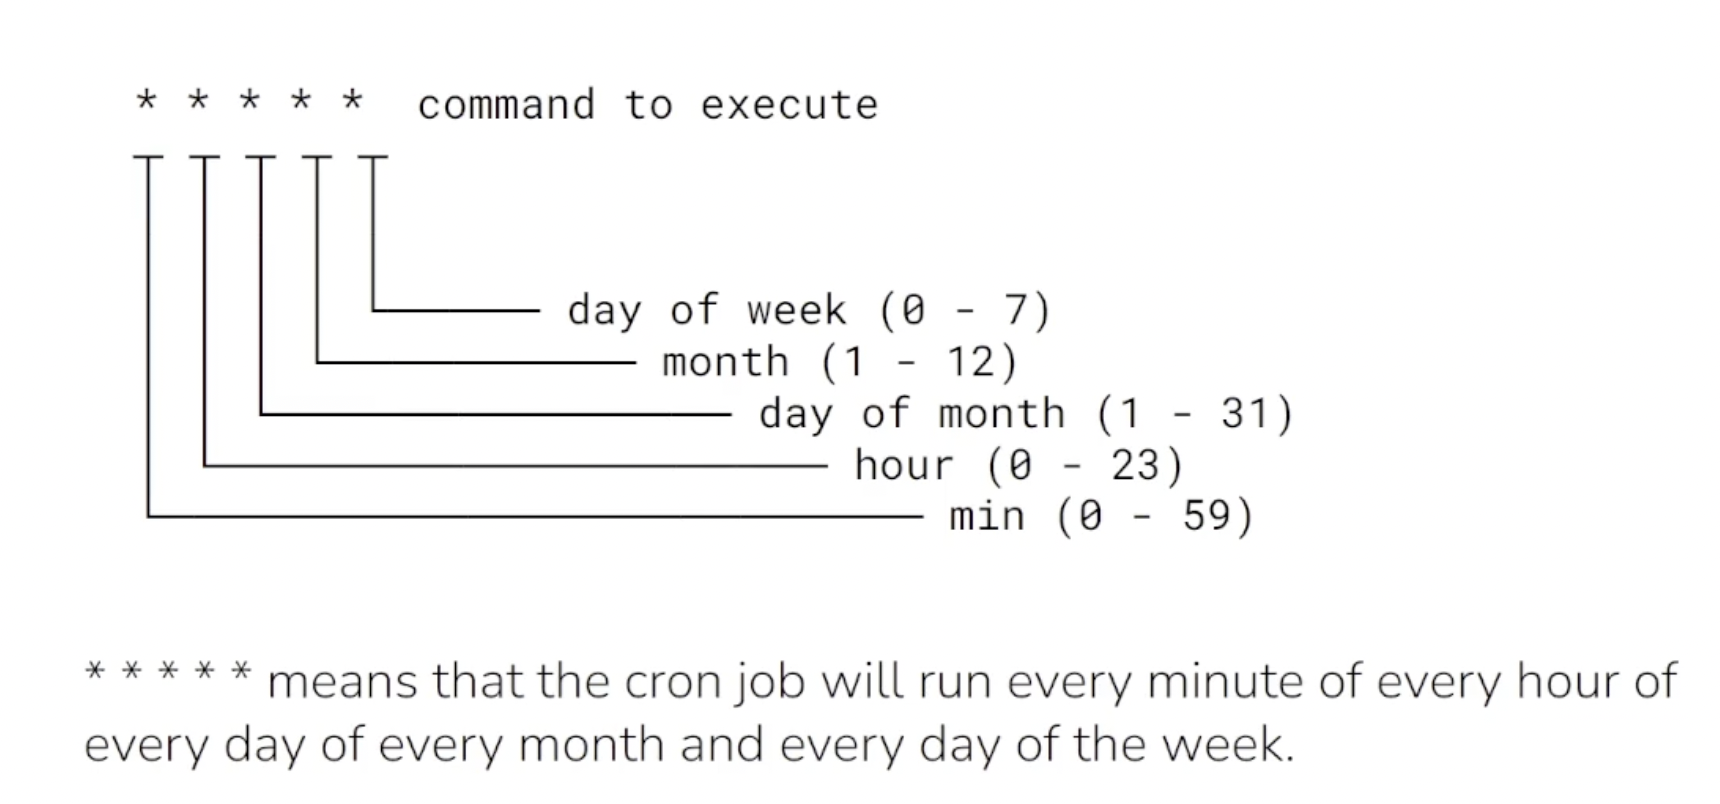 * * * * * command to execute
day of week (0 - 7)
month (1 - 12)
day of month (1 - 31)
hour (0 - 23)
min (0 - 59)
* * * * * means that the cron job will run every minute of every hour of
every day of every month and every day of the week.